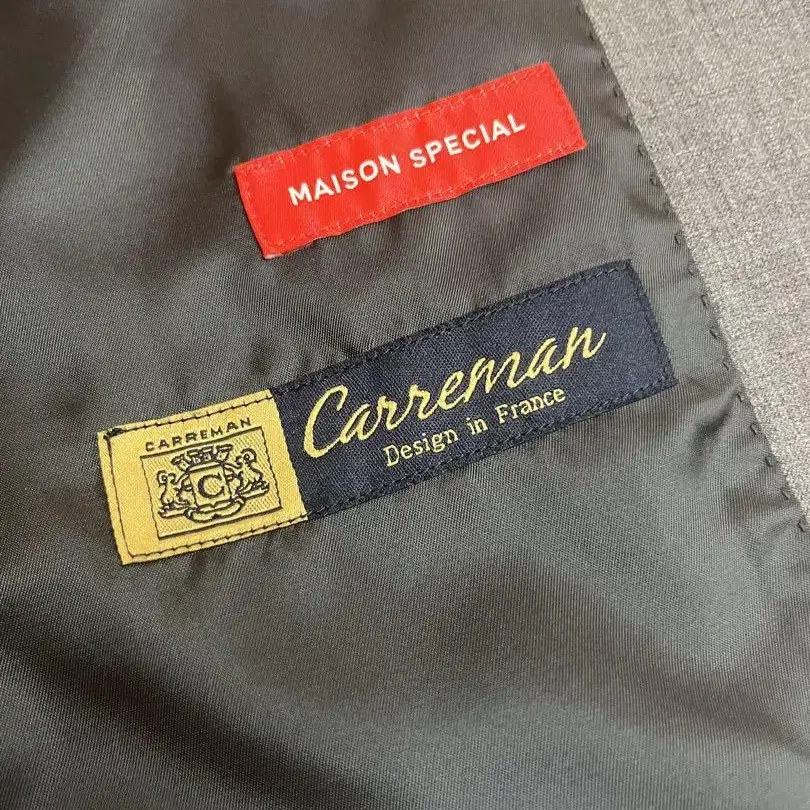 MAISON SPECIAL
CARREMAN
C
Carreman
Design in France